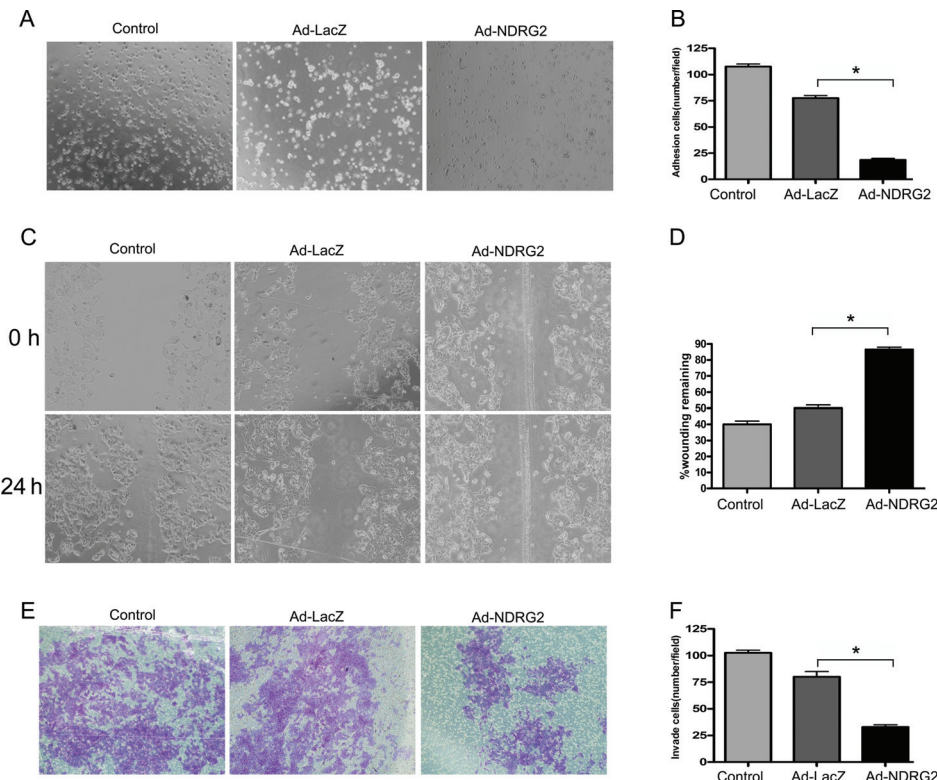 A
Control
Ad-LacZ
Ad-NDRG2
B
Adhesion cells(number/field)
125
100
75
50
25
0
*
Control
Ad-LacZ
Ad-NDRG2
C
Control
Ad-LacZ
Ad-NDRG2
0 h
24 h
D
%wounding remaining
90
80
70
60
50
40
30
20
10
0
*
Control
Ad-LacZ
Ad-NDRG2
E
Control
Ad-LacZ
Ad-NDRG2
F
Invade cells(number/field)
125
100
75
50
25
0
*
Control
Ad-LacZ
Ad-NDRG2